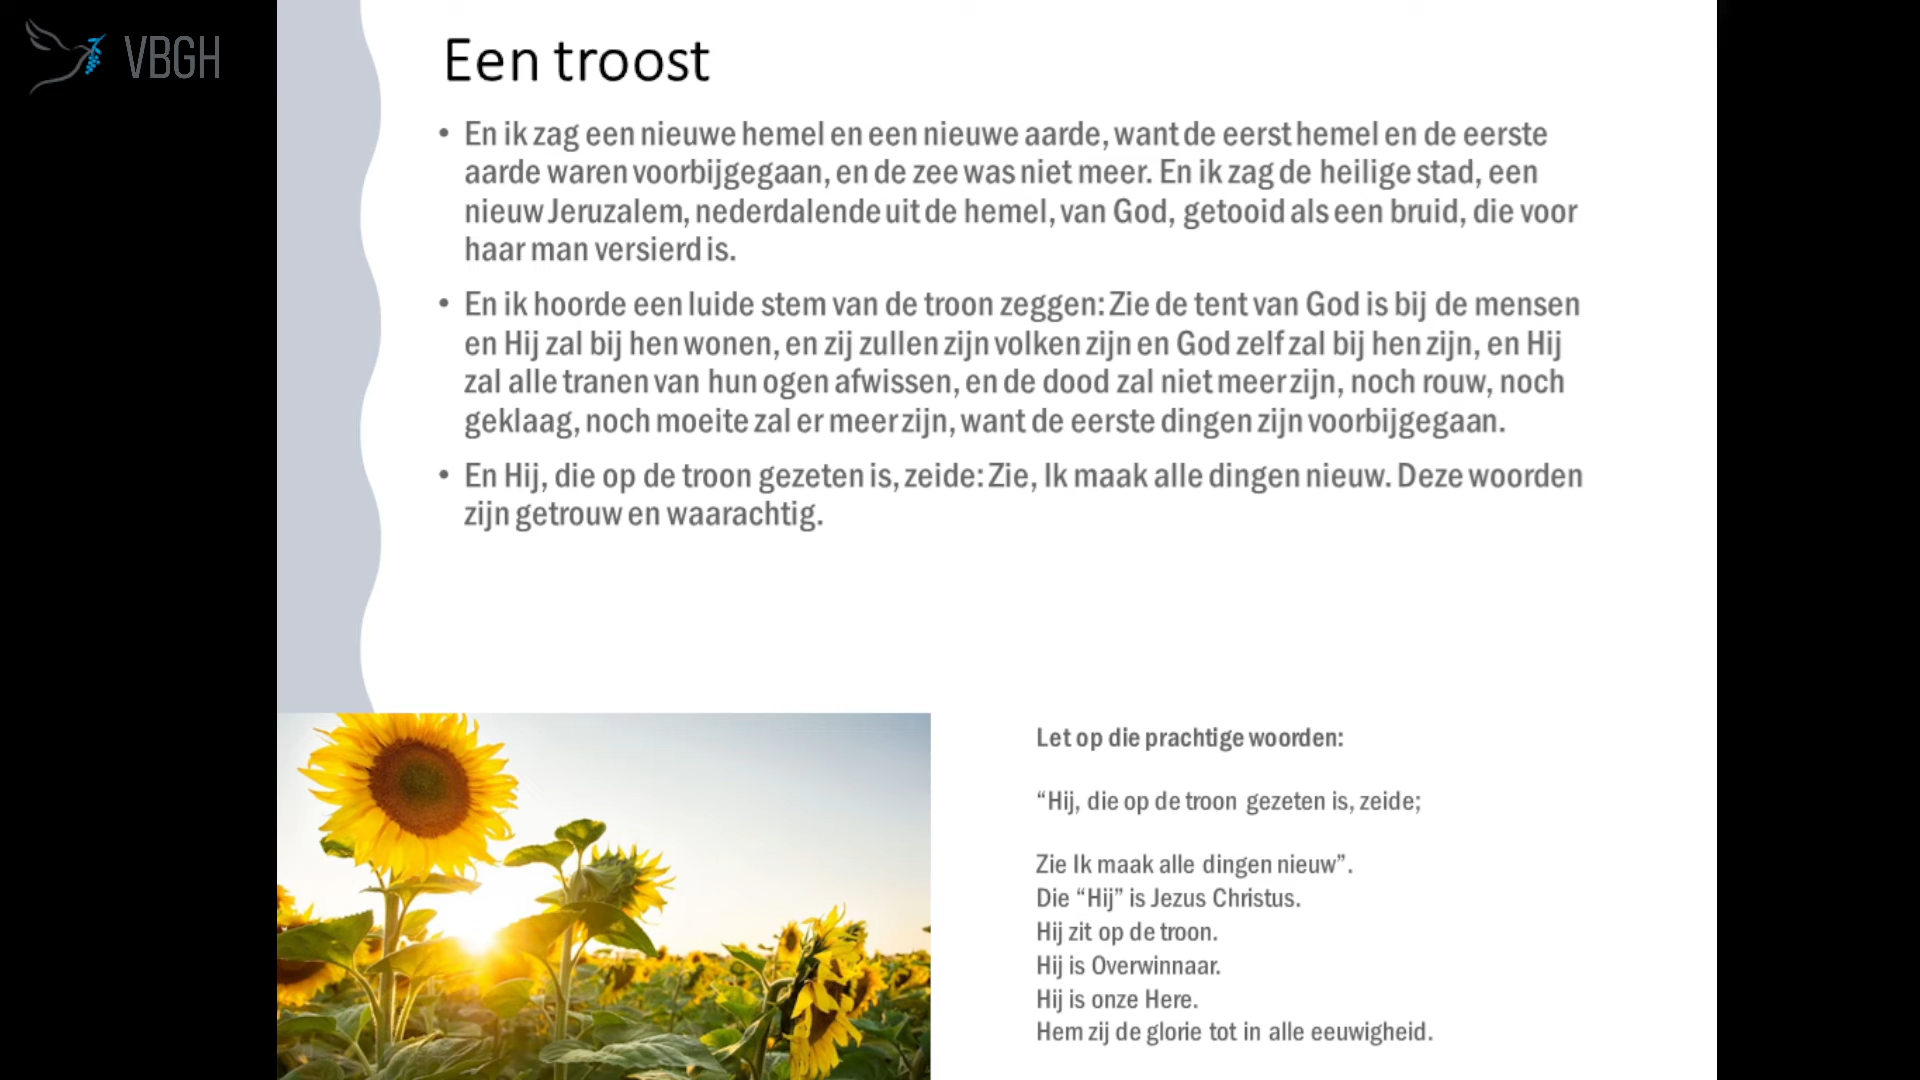 VBGH
Een troost
• En ik zag een nieuwe hemel en een nieuwe aarde, want de eerst hemel en de eerste
aarde waren voorbijgegaan, en de zee was niet meer. En ik zag de heilige stad, een
nieuw Jeruzalem, nederdalende uit de hemel, van God, getooid als een bruid, die voor
haar man versierd is.
• En ik hoorde een luide stem van de troon zeggen: Zie de tent van God is bij de mensen
en Hij zal bij hen wonen, en zij zullen zijn volken zijn en God zelf zal bij hen zijn, en Hij
zal alle tranen van hun ogen afwissen, en de dood zal niet meer zijn, noch rouw, noch
geklaag, noch moeite zal er meer zijn, want de eerste dingen zijn voorbijgegaan.
• En Hij, die op de troon gezeten is, zeide: Zie, Ik maak alle dingen nieuw. Deze woorden
zijn getrouw en waarachtig.
Let op die prachtige woorden:
“Hij, die op de troon gezeten is, zeide;
Zie Ik maak alle dingen nieuw”.
Die “Hij” is Jezus Christus.
Hij zit op de troon.
Hij is Overwinnaar.
Hij is onze Here.
Hem zij de glorie tot in alle eeuwigheid.